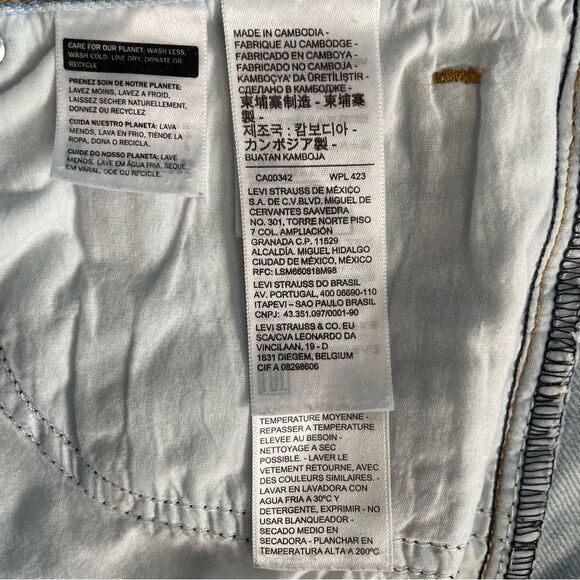 CARE FOR OUR PLANET: WASH LESS,
WASH COLD, LINE DRY, DONATE OR
RECYCLE
PRENEZ SOIN DE NOTRE PLANETE:
LAVEZ MOINS, LAVEZ A FROID,
LAISSEZ SECHER NATURELLEMENT,
DONNEZ OU RECYCLEZ
CUIDA NUESTRO PLANETA: LAVA
MENOS, LAVA EN FRIO, TIENDE LA
ROPA, DONA O RECICLA.
CUIDE DO NOSSO PLANETA: LAVE
MENOS, LAVE EM ÁGUA FRIA, SEQUE
EM VARAL, DOE OU RECICLE.
MADE IN CAMBODIA -
FABRIQUE AU CAMBODGE -
FABRICADO EN CAMBOYA -
FABRICADO NO CAMBOJA -
KAMBOÇYA' DA ÜRETİLİŞTİR -
СДЕЛАНО В КАМБОДЖЕ -
柬埔寨制造 - 柬埔寨
製 -
제조국 : 캄보디아 -
カンボジア製 -
BUATAN KAMBOJA
CA00342 WPL 423
LEVI STRAUSS DE MÉXICO
S.A. DE C.V.BLVD. MIGUEL DE
CERVANTES SAAVEDRA
NO. 301, TORRE NORTE PISO
7 COL. AMPLIACIÓN
GRANADA C.P. 11529
ALCALDÍA. MIGUEL HIDALGO
CIUDAD DE MÉXICO, MÉXICO
RFC: LSM660818M98
LEVI STRAUSS DO BRASIL
AV. PORTUGAL, 400 06690-110
ITAPEVI – SAO PAULO BRASIL
CNPJ: 43.351.097/0001-90
LEVI STRAUSS & CO. EU
SCA/CVA LEONARDO DA
VINCILAAN, 19 - D
1831 DIEGEM, BELGIUM
CIF A 08298606
TEMPERATURE MOYENNE -
REPASSER A TEMPERATURE
ELEVEE AU BESOIN -
NETTOYAGE A SEC
POSSIBLE. - LAVER LE
VETEMENT RETOURNE, AVEC
DES COULEURS SIMILAIRES. -
LAVAR EN LAVADORA CON
AGUA FRIA A 30ºC Y
DETERGENTE, EXPRIMIR - NO
USAR BLANQUEADOR -
SECADO MEDIO EN
SECADORA - PLANCHAR EN
TEMPERATURA ALTA A 200ºC